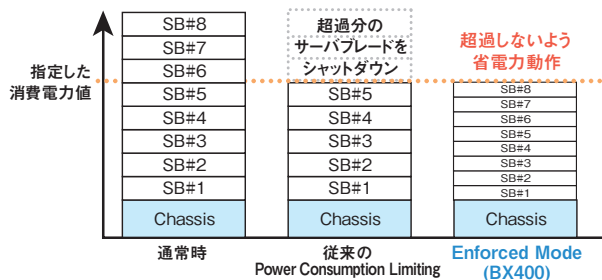 指定した
消費電力値
SB#8
SB#7
SB#6
SB#5
SB#4
SB#3
SB#2
SB#1
Chassis
通常時
超過分の
サーバブレードを
シャットダウン
SB#5
SB#4
SB#3
SB#2
SB#1
Chassis
従来の
Power Consumption Limiting
超過しないよう
省電力動作
SB#8
SB#7
SB#6
SB#5
SB#4
SB#3
SB#2
SB#1
Chassis
Enforced Mode
(BX400)